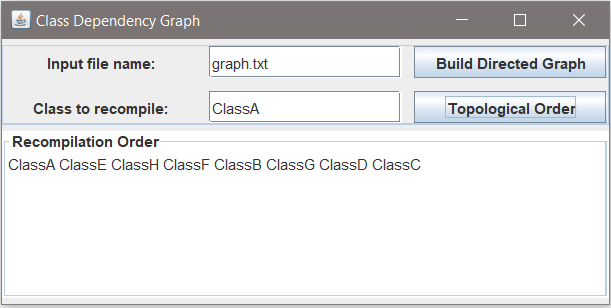 Class Dependency Graph
Input file name: graph.txt Build Directed Graph
Class to recompile: ClassA Topological Order
Recompilation Order
ClassA ClassE ClassH ClassF ClassB ClassG ClassD ClassC